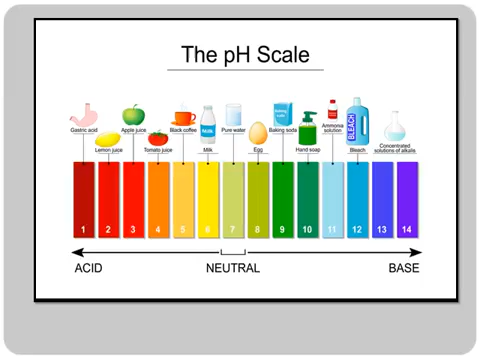 The pH Scale
Gastric acid
Apple juice
Black coffee
Pure water
Baking soda
Ammonia
solution
Lemon juice
Tomato juice
Milk
Egg
Hand soap
Bleach
Concentrated
solutions of alkalis
Milk
BLEACH
1 2 3 4 5 6 7 8 9 10 11 12 13 14
ACID NEUTRAL BASE